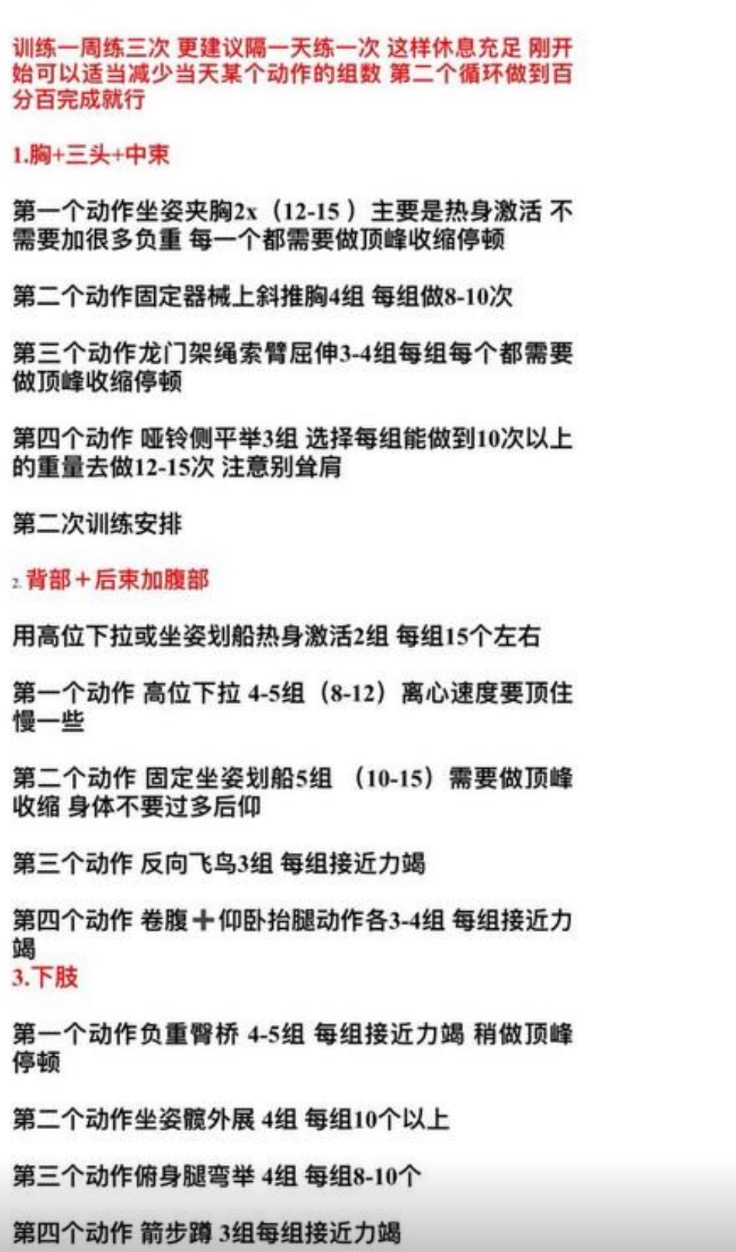 训练一周练三次 更建议隔一天练一次 这样休息充足 刚开
始可以适当减少当天某个动作的组数 第二个循环做到百
分百完成就行
1.胸+三头+中束
第一个动作坐姿夹胸2x（12-15 ）主要是热身激活 不
需要加很多负重 每一个都需要做顶峰收缩停顿
第二个动作固定器械上斜推胸4组 每组做8-10次
第三个动作龙门架绳索臂屈伸3-4组每组每个都需要
做顶峰收缩停顿
第四个动作 哑铃侧平举3组 选择每组能做到10次以上
的重量去做12-15次 注意别耸肩
第二次训练安排
2. 背部＋后束加腹部
用高位下拉或坐姿划船热身激活2组 每组15个左右
第一个动作 高位下拉 4-5组（8-12）离心速度要顶住
慢一些
第二个动作 固定坐姿划船5组 （10-15）需要做顶峰
收缩 身体不要过多后仰
第三个动作 反向飞鸟3组 每组接近力竭
第四个动作 卷腹➕仰卧抬腿动作各3-4组 每组接近力
竭
3.下肢
第一个动作负重臀桥 4-5组 每组接近力竭 稍做顶峰
停顿
第二个动作坐姿髋外展 4组 每组10个以上
第三个动作俯身腿弯举 4组 每组8-10个
第四个动作 箭步蹲 3组每组接近力竭